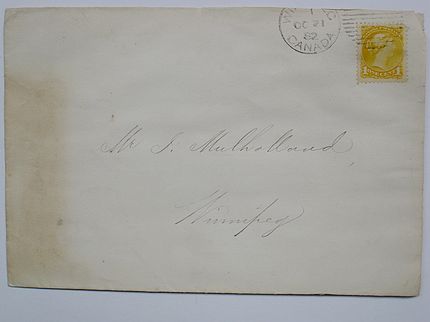 OC 21
82
CANADA
Mr J. Mulholland
Winnipeg